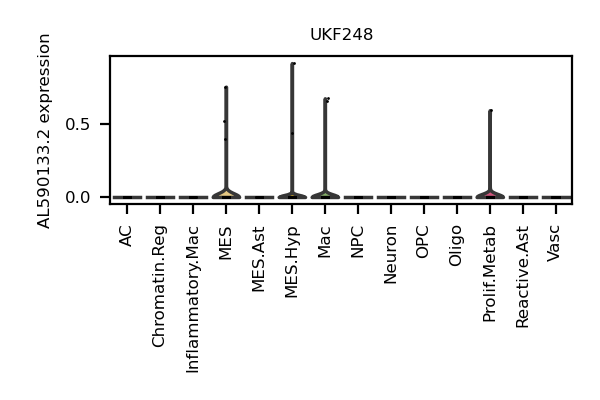 UKF248
AL590133.2 expression
0.5
0.0
AC
Chromatin.Reg
Inflammatory.Mac
MES
MES.Ast
MES.Hyp
Mac
NPC
Neuron
OPC
Oligo
Prolif.Metab
Reactive.Ast
Vasc